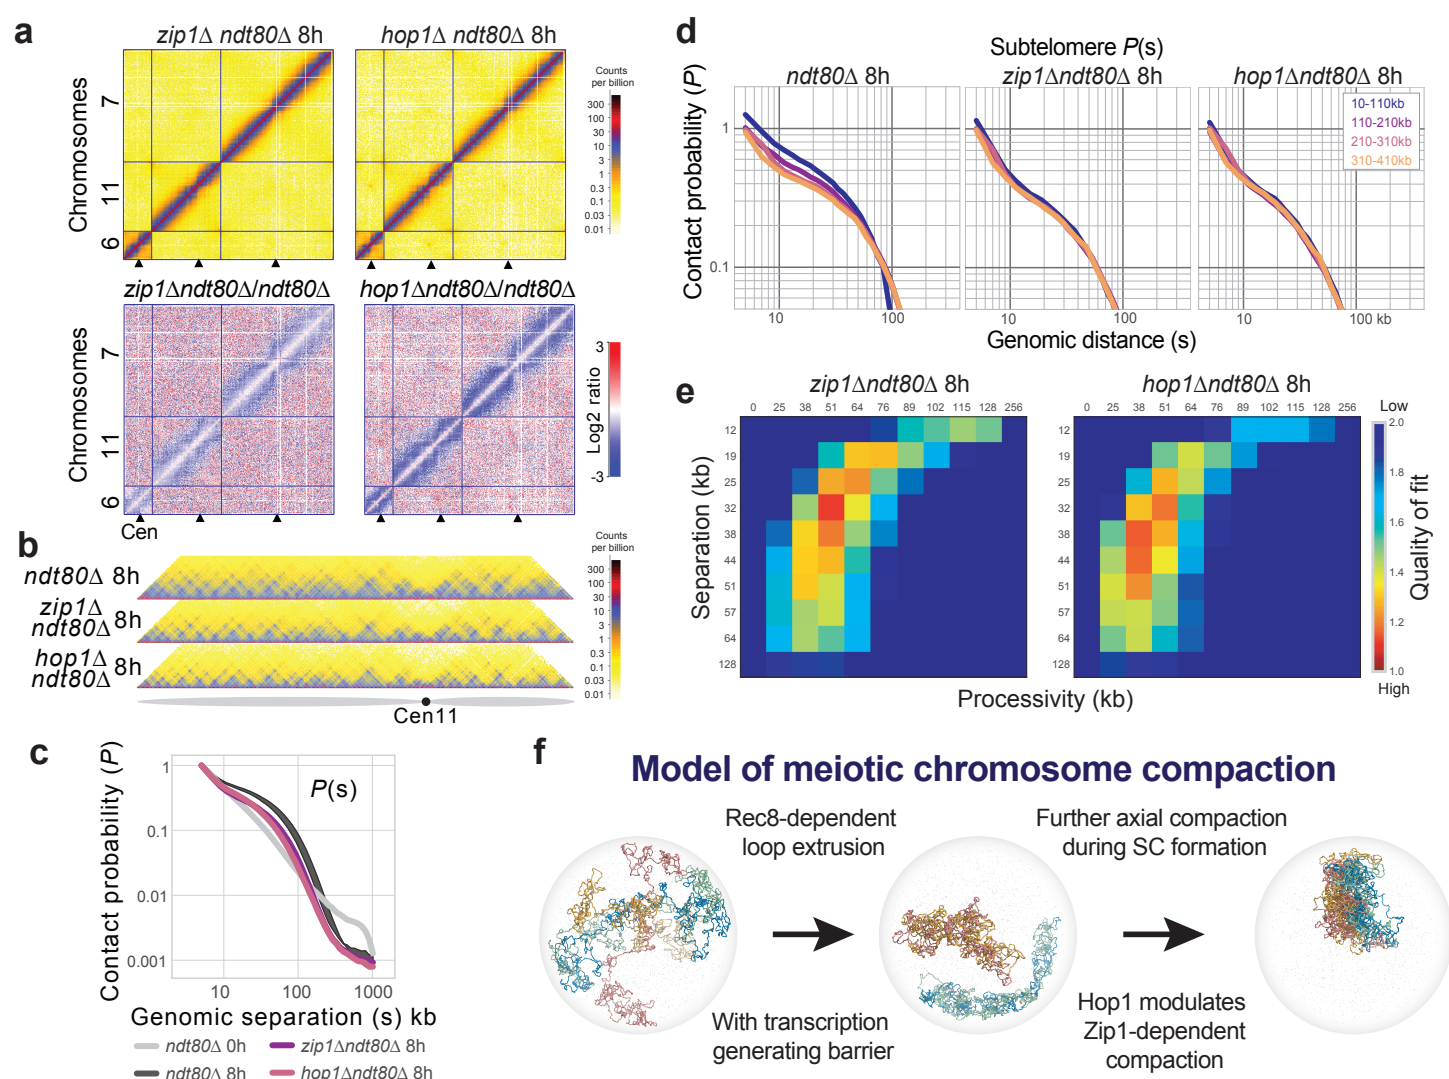 a
zip1Δ ndt80Δ 8h
hop1Δ ndt80Δ 8h
Chromosomes
7
11
6
Counts
per billion
300
100
30
10
3
1
0.3
0.1
0.03
0.01
zip1Δndt80Δ/ndt80Δ
hop1Δndt80Δ/ndt80Δ
Chromosomes
7
11
6
Cen
3
Log2 ratio
-3
b
ndt80Δ 8h
zip1Δ
ndt80Δ 8h
hop1Δ
ndt80Δ 8h
Cen11
Counts
per billion
300
100
30
10
3
1
0.3
0.1
0.03
0.01
c
Contact probability (P)
P(s)
1
0.1
0.01
0.001
10 100 1000
Genomic separation (s) kb
ndt80Δ 0h
zip1Δndt80Δ 8h
ndt80Δ 8h
hop1Δndt80Δ 8h
d
Subtelomere P(s)
ndt80Δ 8h
zip1Δndt80Δ 8h
hop1Δndt80Δ 8h
Contact probability (P)
1
0.1
10-110kb
110-210kb
210-310kb
310-410kb
10 100
10 100
10 100 kb
Genomic distance (s)
e
zip1Δndt80Δ 8h
hop1Δndt80Δ 8h
0 25 38 51 64 76 89 102 115 128 256
0 25 38 51 64 76 89 102 115 128 256
Separation (kb)
12
19
25
32
38
44
51
57
64
128
12
19
25
32
38
44
51
57
64
128
Processivity (kb)
Low
2.0
1.8
1.6
1.4
1.2
1.0
High
Quality of fit
f
Model of meiotic chromosome compaction
Rec8-dependent
loop extrusion
With transcription
generating barrier
Further axial compaction
during SC formation
Hop1 modulates
Zip1-dependent
compaction